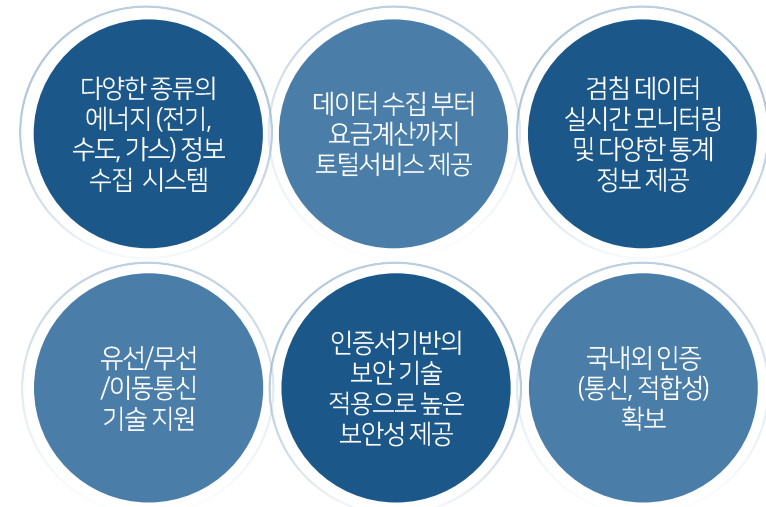 다양한 종류의
에너지 (전기,
수도, 가스) 정보
수집 시스템
데이터 수집 부터
요금계산까지
토털서비스 제공
검침 데이터
실시간 모니터링
및 다양한 통계
정보 제공
유선/무선
/이동통신
기술 지원
인증서기반의
보안 기술
적용으로 높은
보안성 제공
국내외 인증
(통신, 적합성)
확보